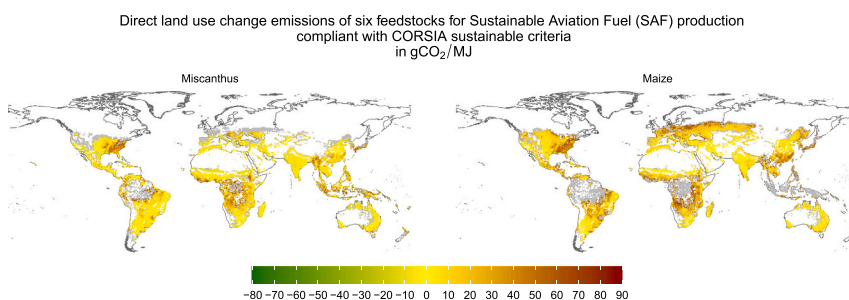 Direct land use change emissions of six feedstocks for Sustainable Aviation Fuel (SAF) production
compliant with CORSIA sustainable criteria
in gCO₂/MJ
Miscanthus
Maize
−80 −70 −60 −50 −40 −30 −20 −10 0 10 20 30 40 50 60 70 80 90